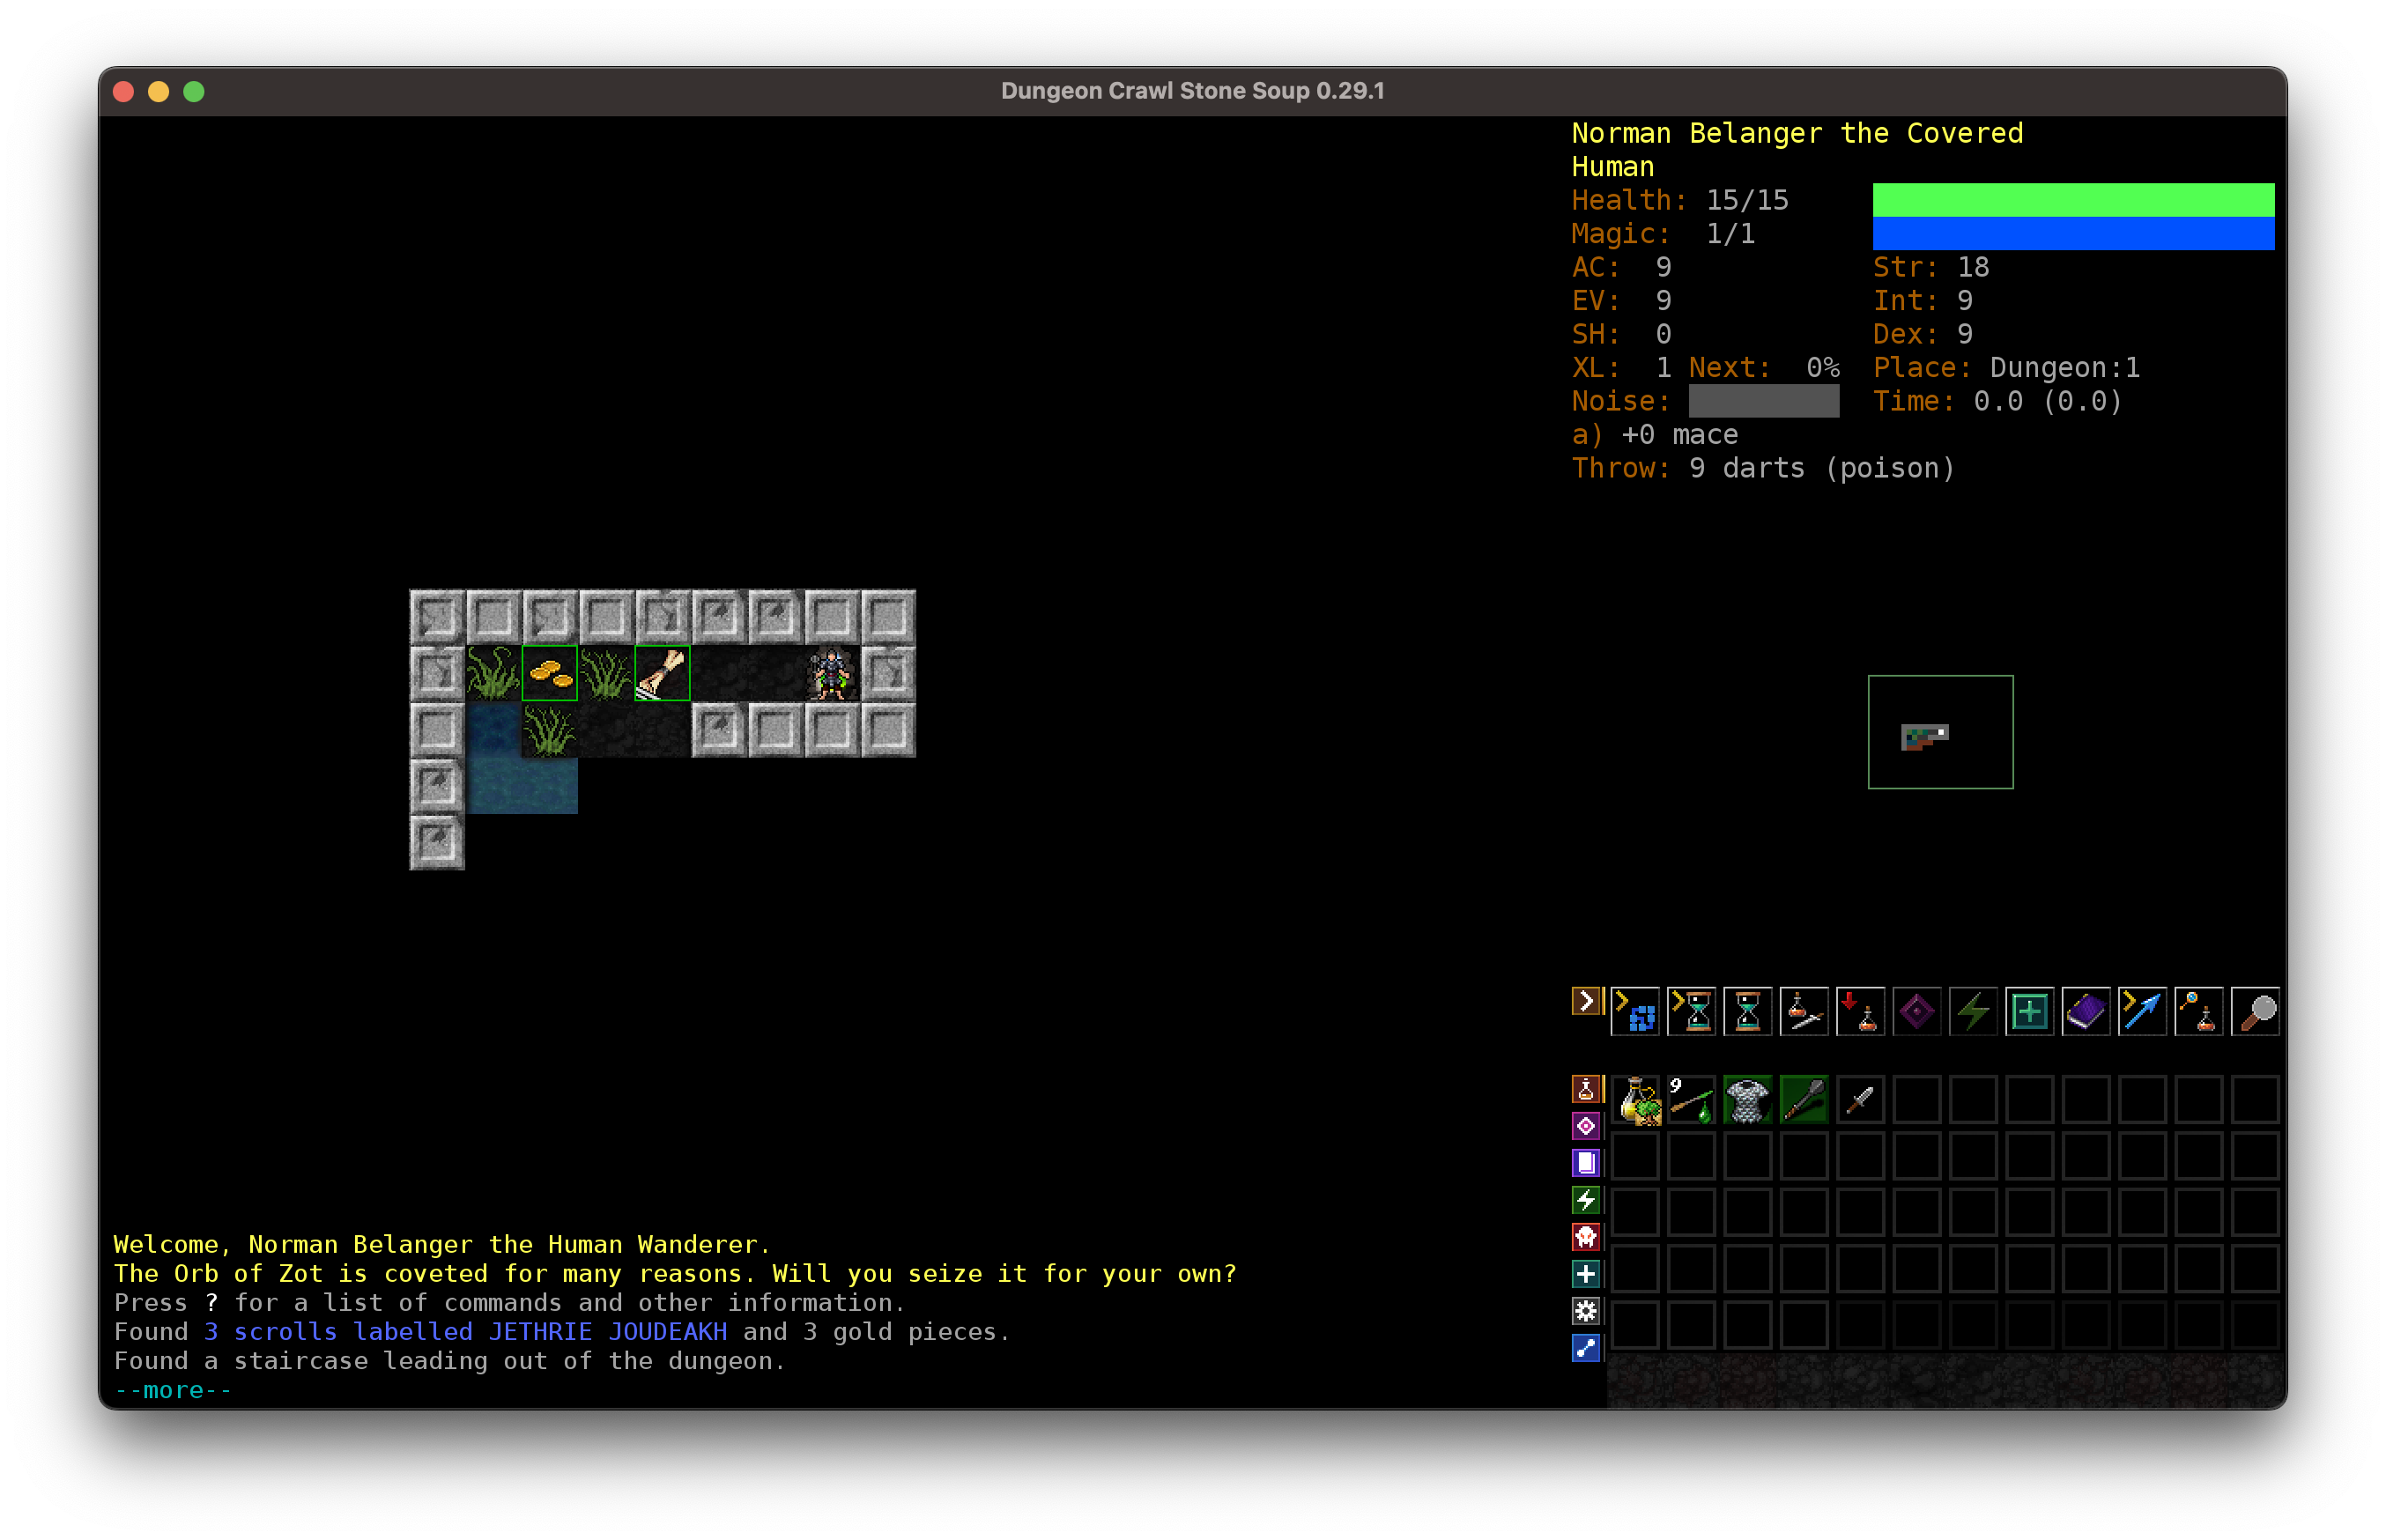 Dungeon Crawl Stone Soup 0.29.1
Norman Belanger the Covered
Human
Health: 15/15
Magic: 1/1
AC: 9 Str: 18
EV: 9 Int: 9
SH: 0 Dex: 9
XL: 1 Next: 0% Place: Dungeon:1
Noise: Time: 0.0 (0.0)
a) +0 mace
Throw: 9 darts (poison)
9
Welcome, Norman Belanger the Human Wanderer.
The Orb of Zot is coveted for many reasons. Will you seize it for your own?
Press ? for a list of commands and other information.
Found 3 scrolls labelled JETHRIE JOUDEAKH and 3 gold pieces.
Found a staircase leading out of the dungeon.
--more--